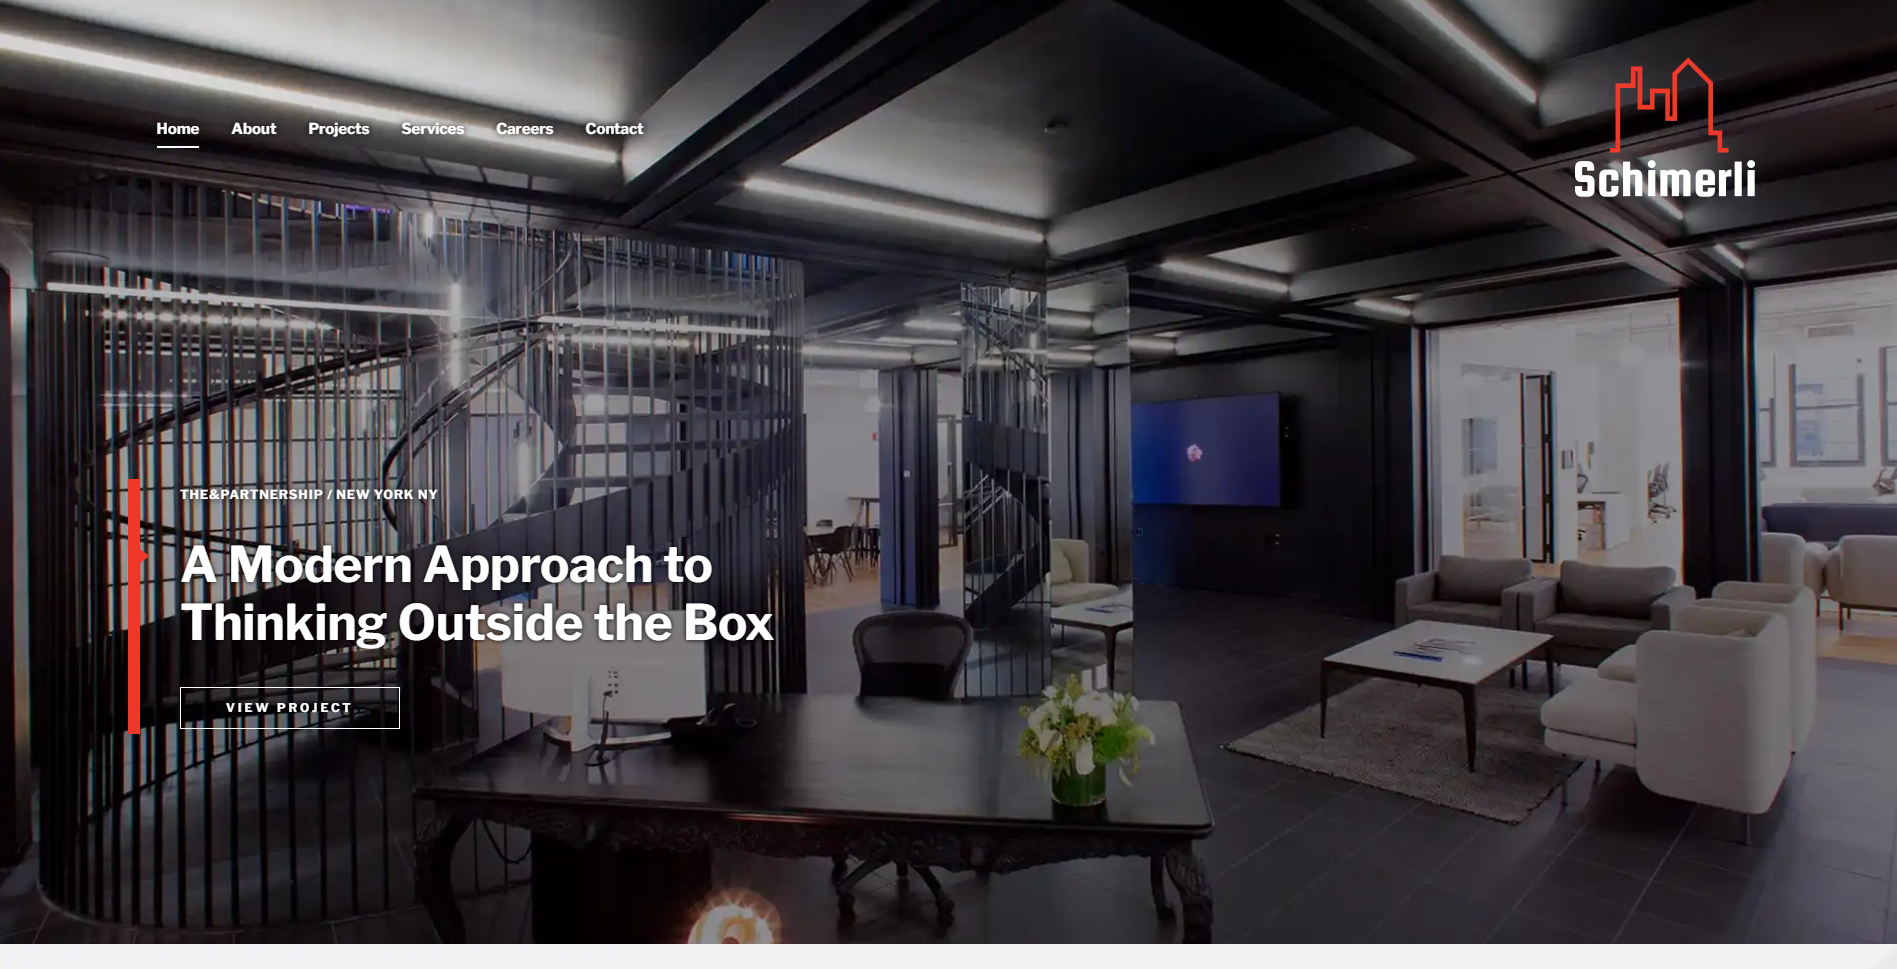 Home About Projects Services Careers Contact
Schimerli
THE&PARTNERSHIP / NEW YORK NY
A Modern Approach to
Thinking Outside the Box
VIEW PROJECT